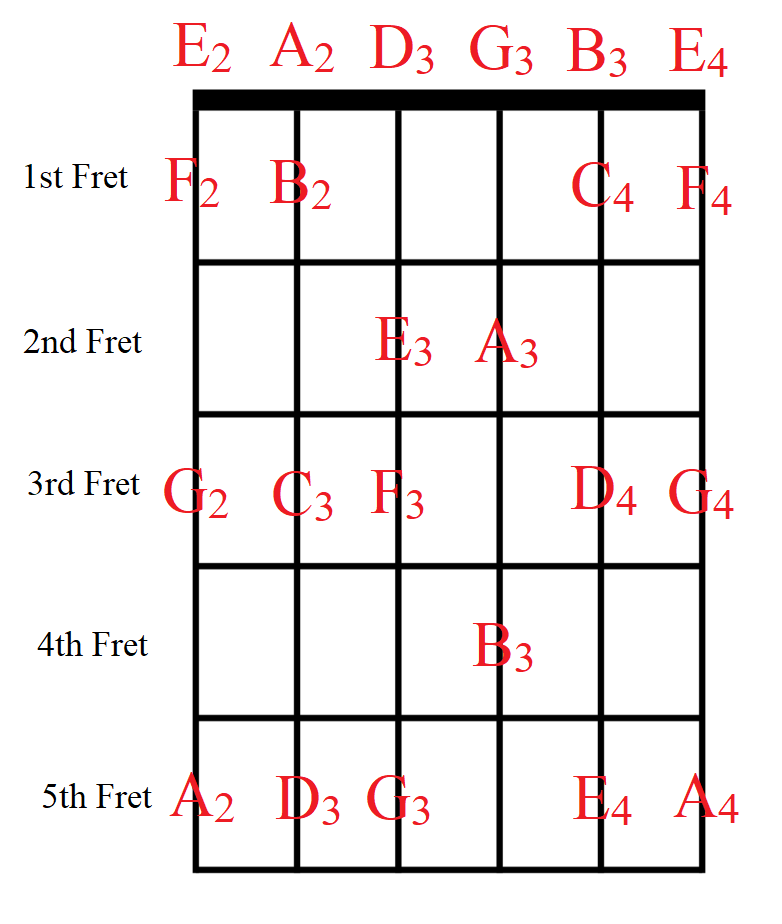 E2 A2 D3 G3 B3 E4
1st Fret F2 B2 C4 F4
2nd Fret E3 A3
3rd Fret G2 C3 F3 D4 G4
4th Fret B3
5th Fret A2 D3 G3 E4 A4